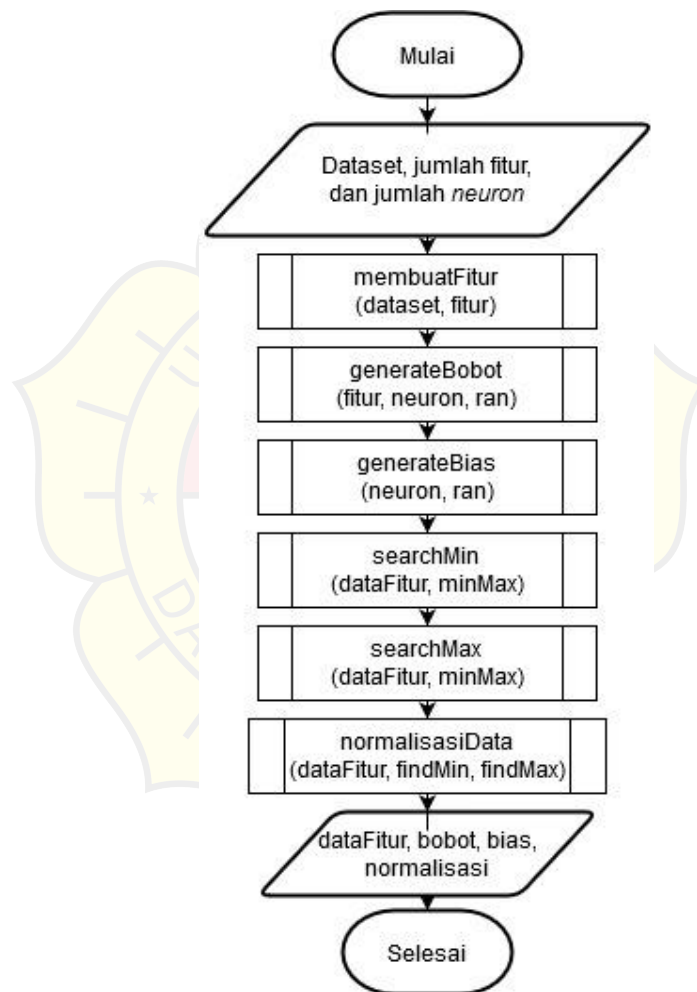 Mulai
Dataset, jumlah fitur,
dan jumlah neuron
membuatFitur
(dataset, fitur)
generateBobot
(fitur, neuron, ran)
generateBias
(neuron, ran)
searchMin
(dataFitur, minMax)
searchMax
(dataFitur, minMax)
normalisasiData
(dataFitur, findMin, findMax)
dataFitur, bobot, bias,
normalisasi
Selesai